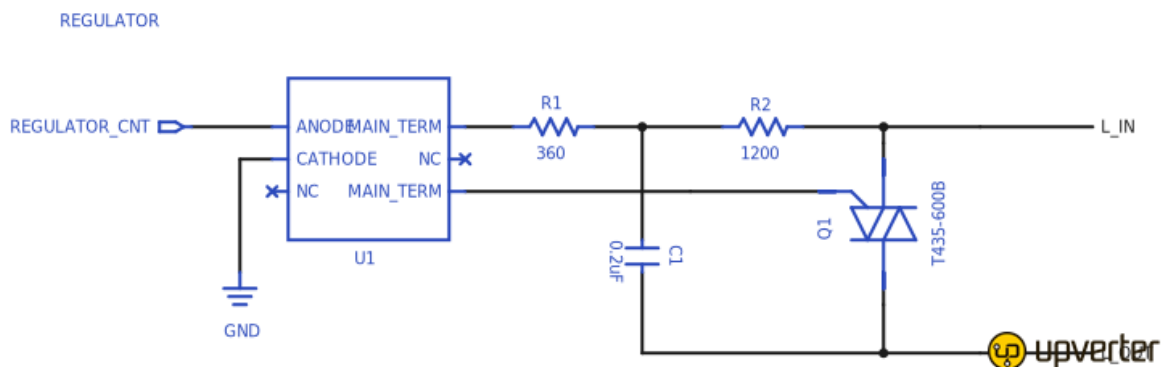 REGULATOR
REGULATOR_CNT
ANODE MAIN_TERM
CATHODE NC
NC MAIN_TERM
U1
GND
R1
360
R2
1200
L_IN
C1
0.2uF
Q1
T435-600B
upverter